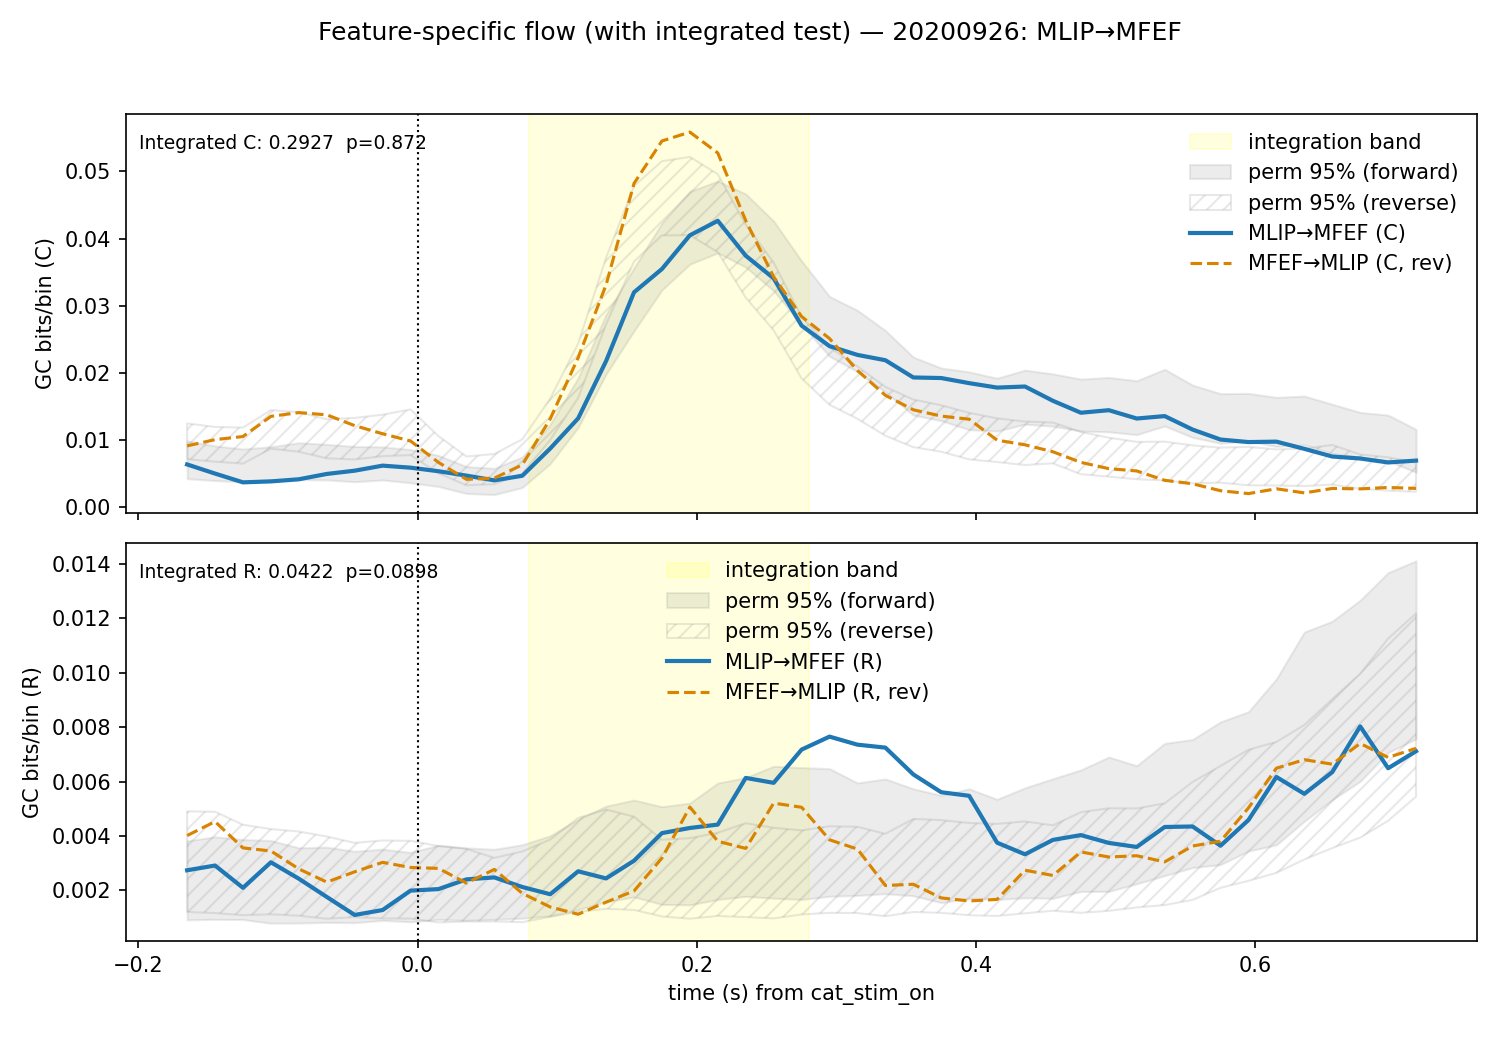 Feature-specific flow (with integrated test) — 20200926: MLIP→MFEF
Integrated C: 0.2927  p=0.872
integration band
perm 95% (forward)
perm 95% (reverse)
MLIP→MFEF (C)
MFEF→MLIP (C, rev)
GC bits/bin (C)
0.05
0.04
0.03
0.02
0.01
0.00
Integrated R: 0.0422  p=0.0898
integration band
perm 95% (forward)
perm 95% (reverse)
MLIP→MFEF (R)
MFEF→MLIP (R, rev)
GC bits/bin (R)
0.014
0.012
0.010
0.008
0.006
0.004
0.002
−0.2 0.0 0.2 0.4 0.6
time (s) from cat_stim_on